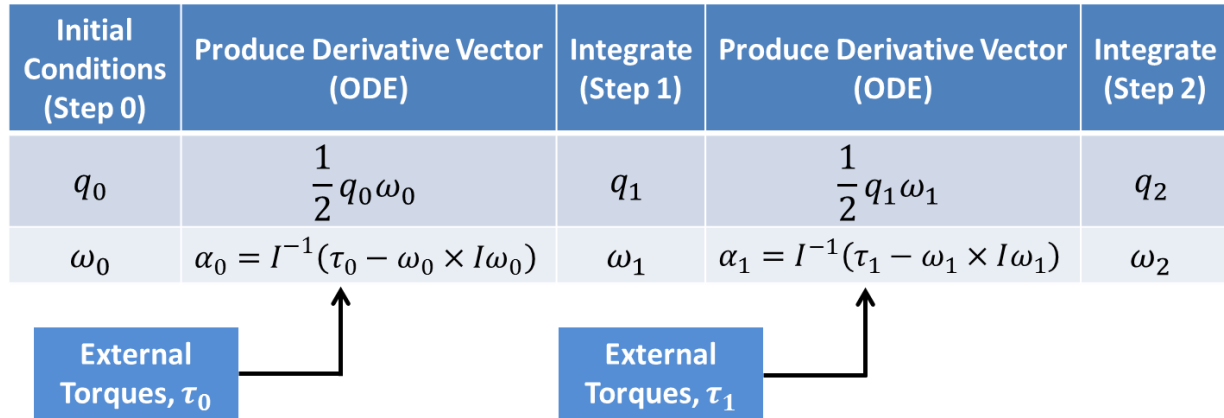 Initial
Conditions
(Step 0)
Produce Derivative Vector
(ODE)
Integrate
(Step 1)
Produce Derivative Vector
(ODE)
Integrate
(Step 2)
q₀
1/2 q₀ω₀
q₁
1/2 q₁ω₁
q₂
ω₀
α₀ = I⁻¹(τ₀ − ω₀ × Iω₀)
ω₁
α₁ = I⁻¹(τ₁ − ω₁ × Iω₁)
ω₂
External
Torques, τ₀
External
Torques, τ₁